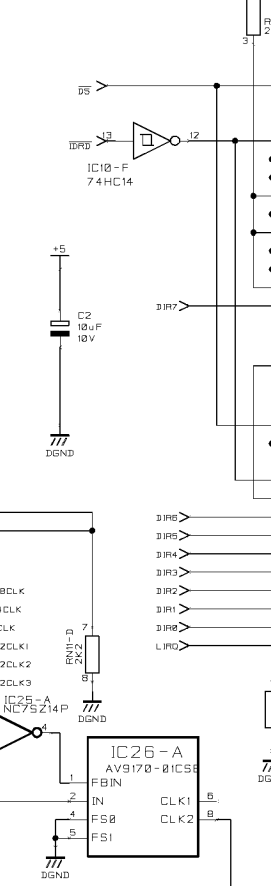 R
3
2
D5
13
12
IDRD
IC10-F
74HC14
+5
C2
10uF
10V
DIR7
DGND
DIR6
DIR5
DIR4
DIR3
DIR2
DIR1
DIR0
LIRQ
BCLK
CLK
CLK
2CLK1
2CLK2
2CLK3
7
RN11-D
2K2
8
DGND
IC25-A
NC7SZ14P
4
IC26-A
AV9170-01CS8
1
FBIN
2
IN
CLK1
6
4
FS0
CLK2
8
5
FS1
DGND
DG